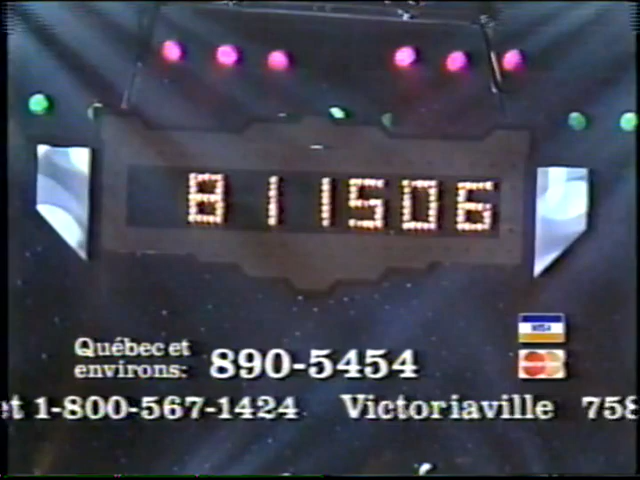 811506
VISA
Québec et
environs: 890-5454
et 1-800-567-1424 Victoriaville 758